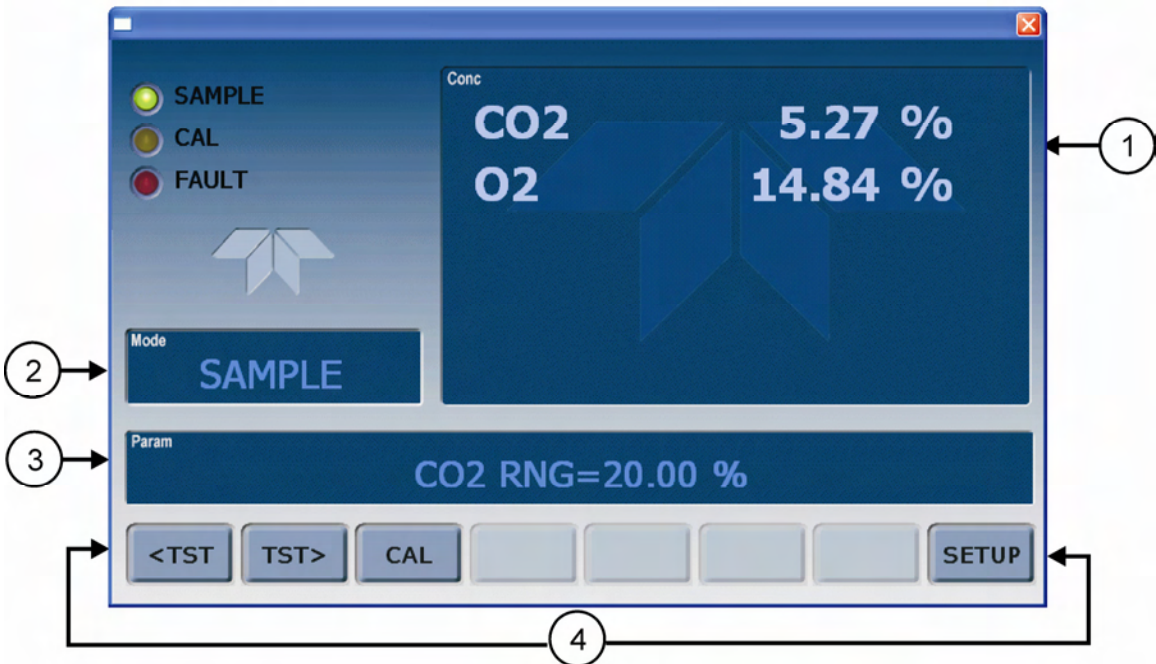 SAMPLE
CAL
FAULT
Conc
CO2 5.27 %
O2 14.84 %
1
Mode
SAMPLE
2
Param
CO2 RNG=20.00 %
3
<TST TST> CAL SETUP
4